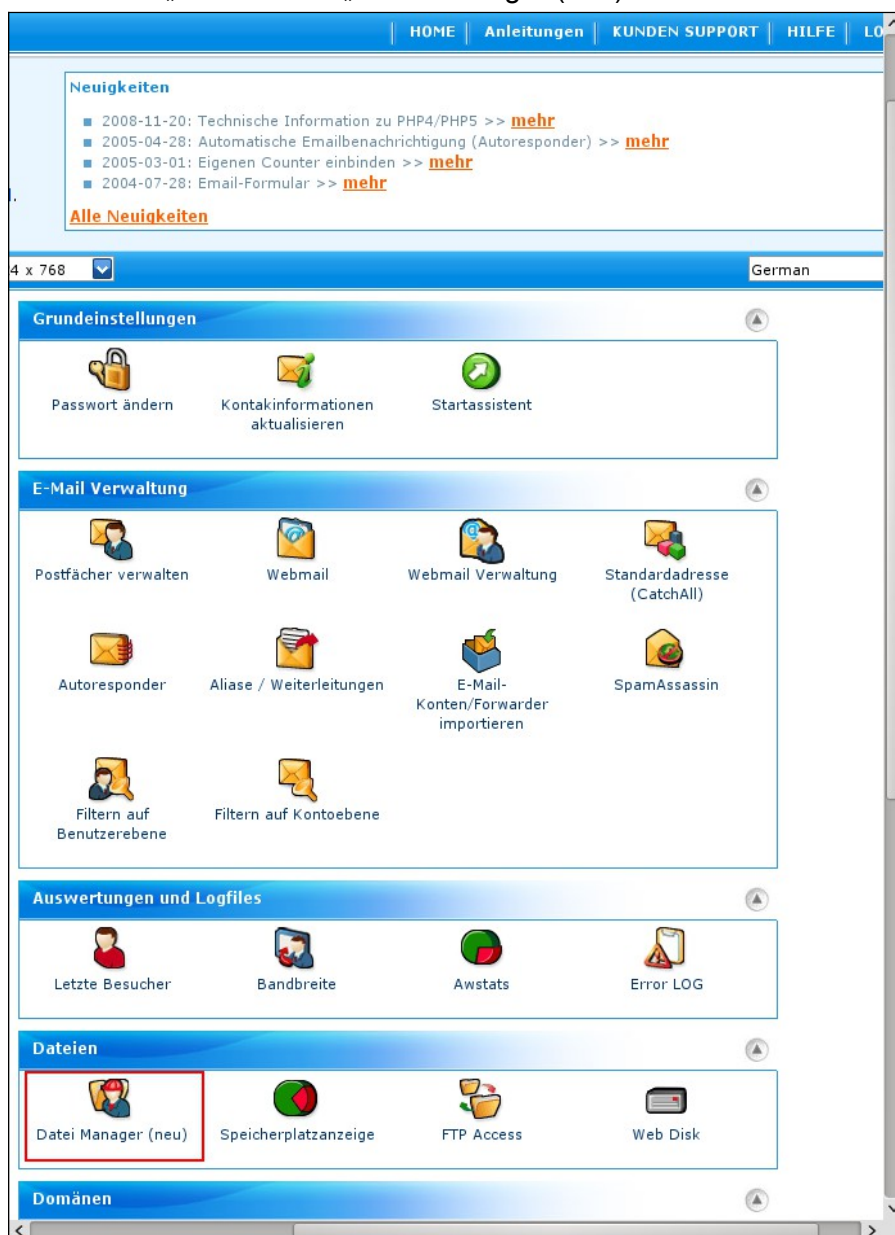 HOME Anleitungen KUNDEN SUPPORT HILFE LO
Neuigkeiten
2008-11-20: Technische Information zu PHP4/PHP5 >> mehr
2005-04-28: Automatische Emailbenachrichtigung (Autoresponder) >> mehr
2005-03-01: Eigenen Counter einbinden >> mehr
2004-07-28: Email-Formular >> mehr
Alle Neuigkeiten
4 x 768
German
Grundeinstellungen
Passwort ändern
Kontakinformationen
aktualisieren
Startassistent
E-Mail Verwaltung
Postfächer verwalten
Webmail
Webmail Verwaltung
Standardadresse
(CatchAll)
Autoresponder
Aliase / Weiterleitungen
E-Mail-
Konten/Forwarder
importieren
SpamAssassin
Filtern auf
Benutzerebene
Filtern auf Kontoebene
Auswertungen und Logfiles
Letzte Besucher
Bandbreite
Awstats
Error LOG
Dateien
Datei Manager (neu)
Speicherplatzanzeige
FTP Access
Web Disk
Domänen